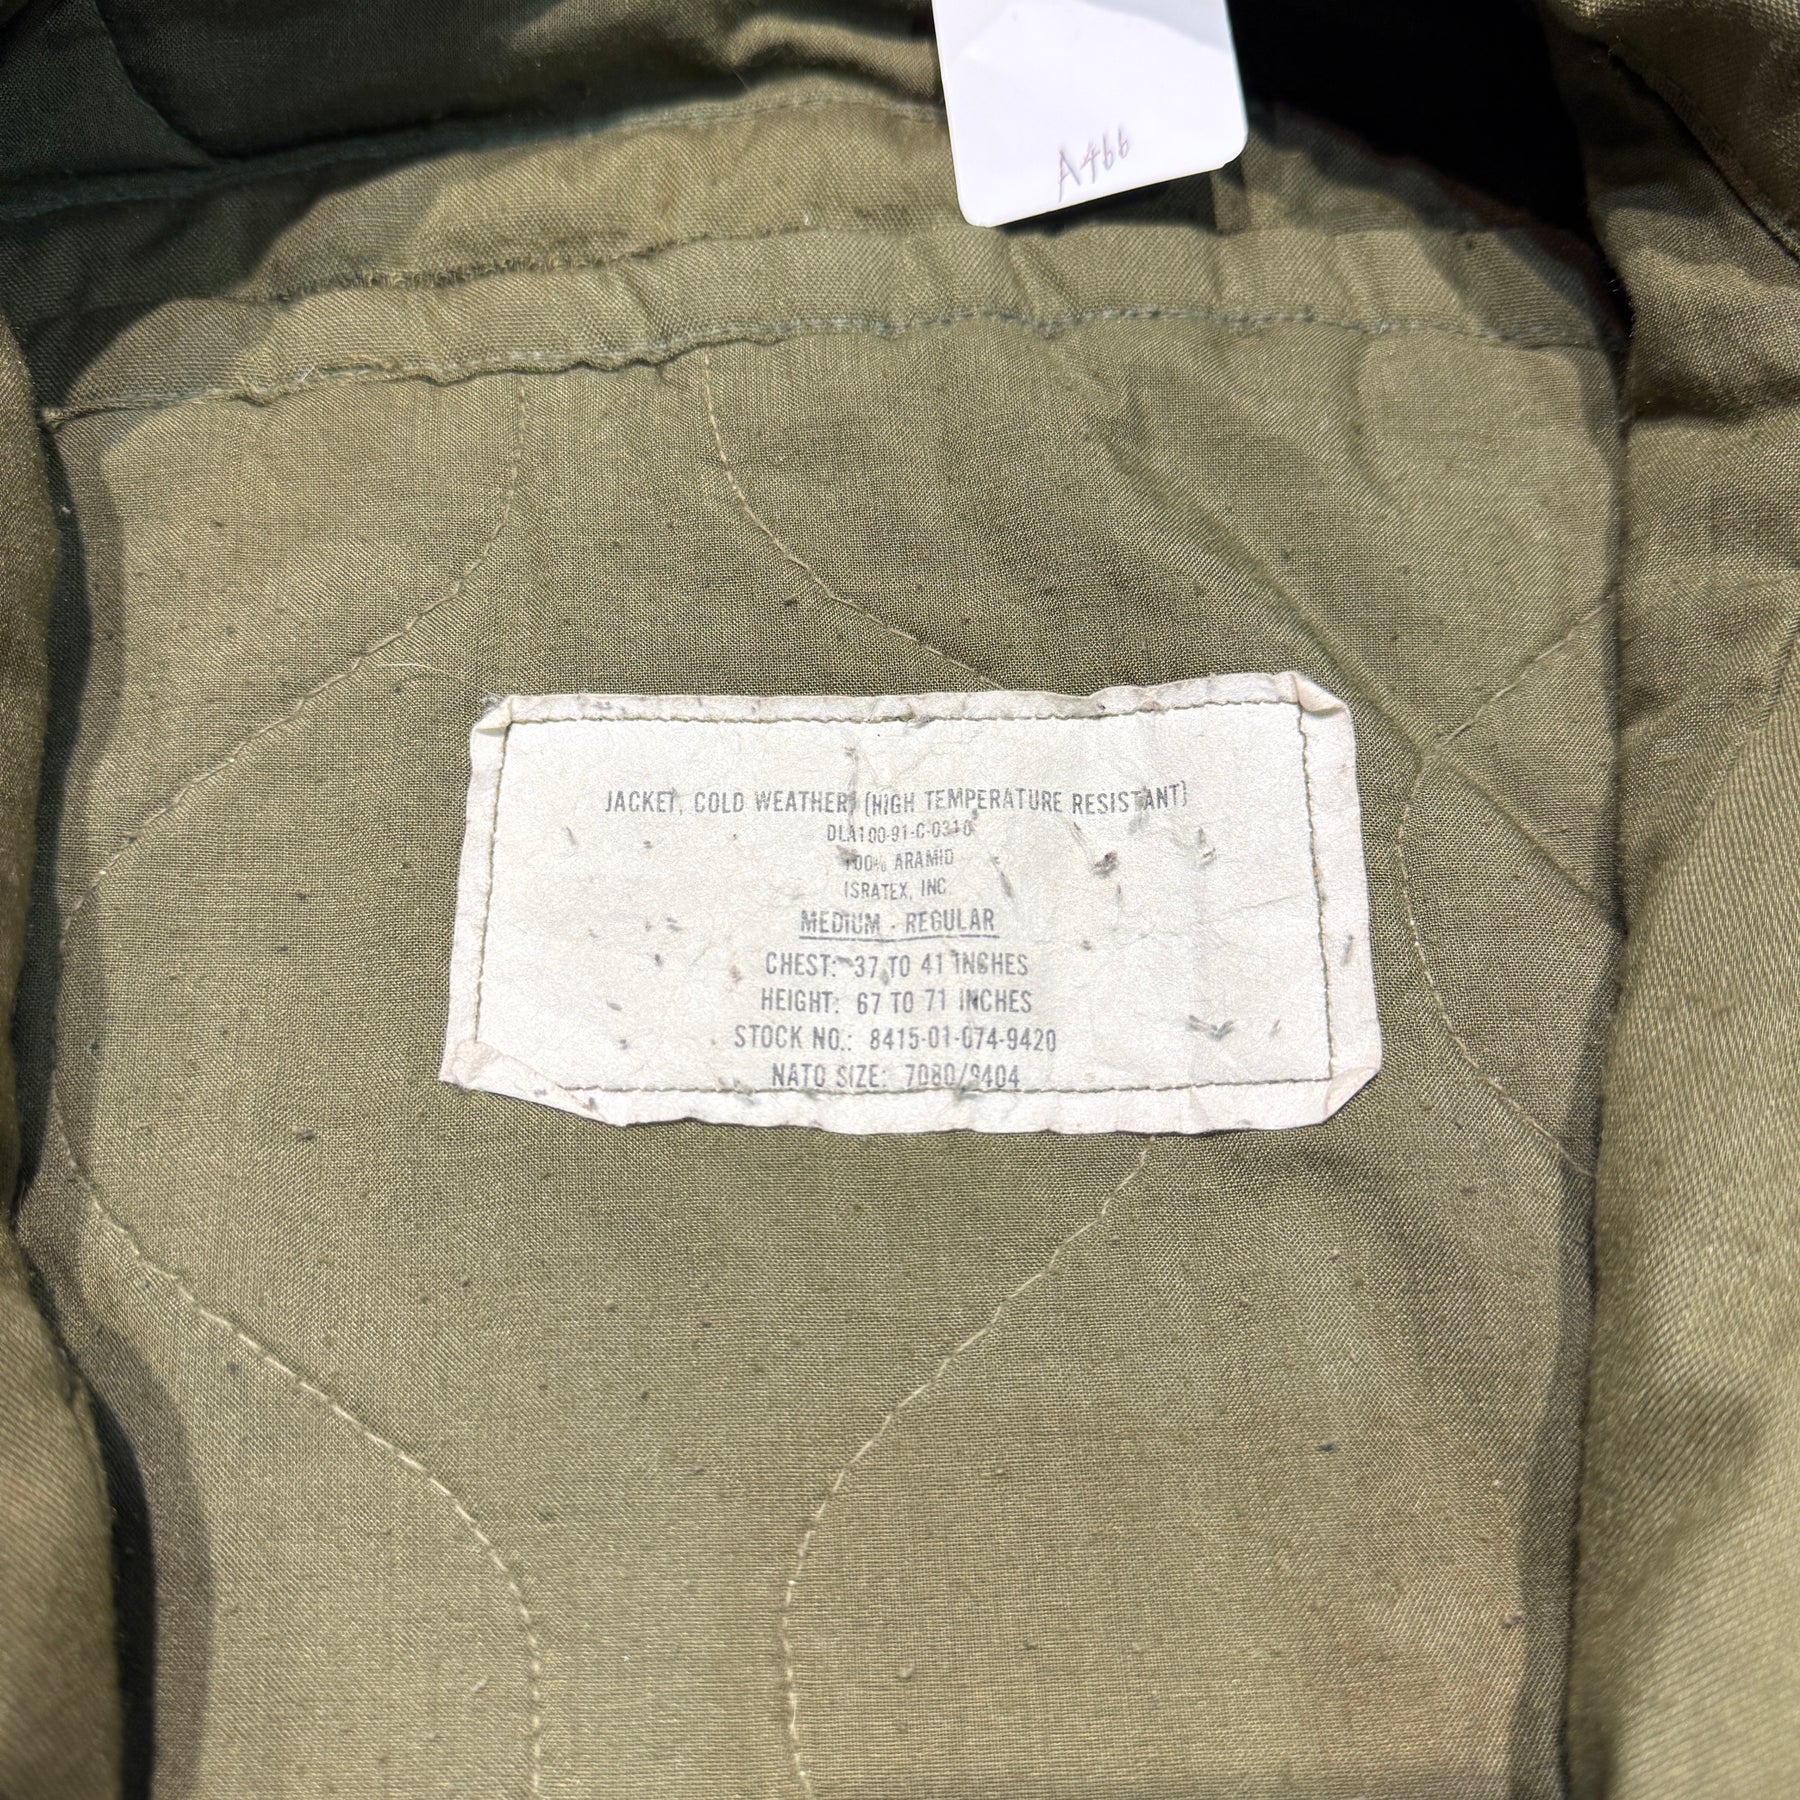 A466
JACKET, COLD WEATHER, (HIGH TEMPERATURE RESISTANT)
DLA100-91-C-0310
100% ARAMID
ISRATEX, INC.
MEDIUM - REGULAR
CHEST: 37 TO 41 INCHES
HEIGHT: 67 TO 71 INCHES
STOCK NO.: 8415-01-074-9420
NATO SIZE: 7080/9404